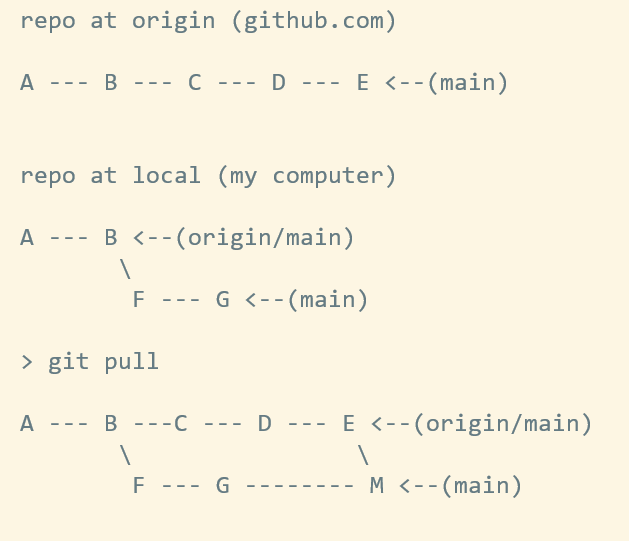 repo at origin (github.com)
A --- B --- C --- D --- E <--(main)
repo at local (my computer)
A --- B <--(origin/main)
       \
        F --- G <--(main)
> git pull
A --- B ---C --- D --- E <--(origin/main)
       \                \
        F --- G -------- M <--(main)